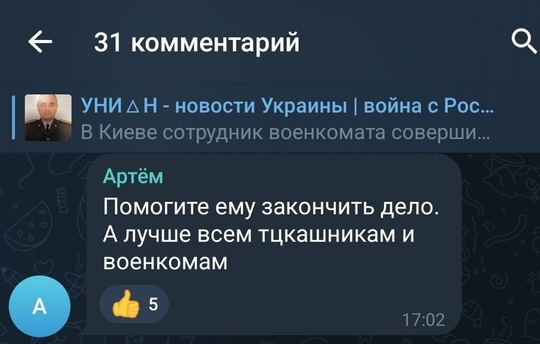 31 комментарий
УНИ△Н - новости Украины | война с Рос...
В Киеве сотрудник военкомата соверши...
Артём
Помогите ему закончить дело.
А лучше всем тцкашникам и
военкомам
👍 5
17:02
А